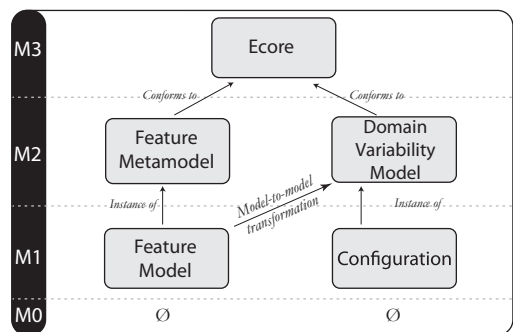 M3
Ecore
Conforms to
Conforms to
M2
Feature
Metamodel
Domain
Variability
Model
Model-to-model
transformation
Instance of
Instance of
M1
Feature
Model
Configuration
M0
Ø
Ø